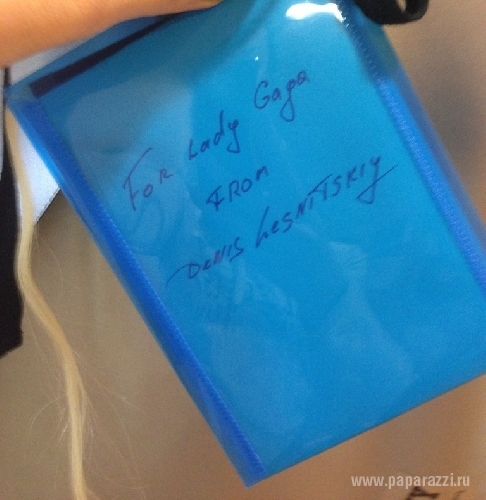 For Lady Gaga
FROM
Denis Lesnitskiy
www.paparazzi.ru